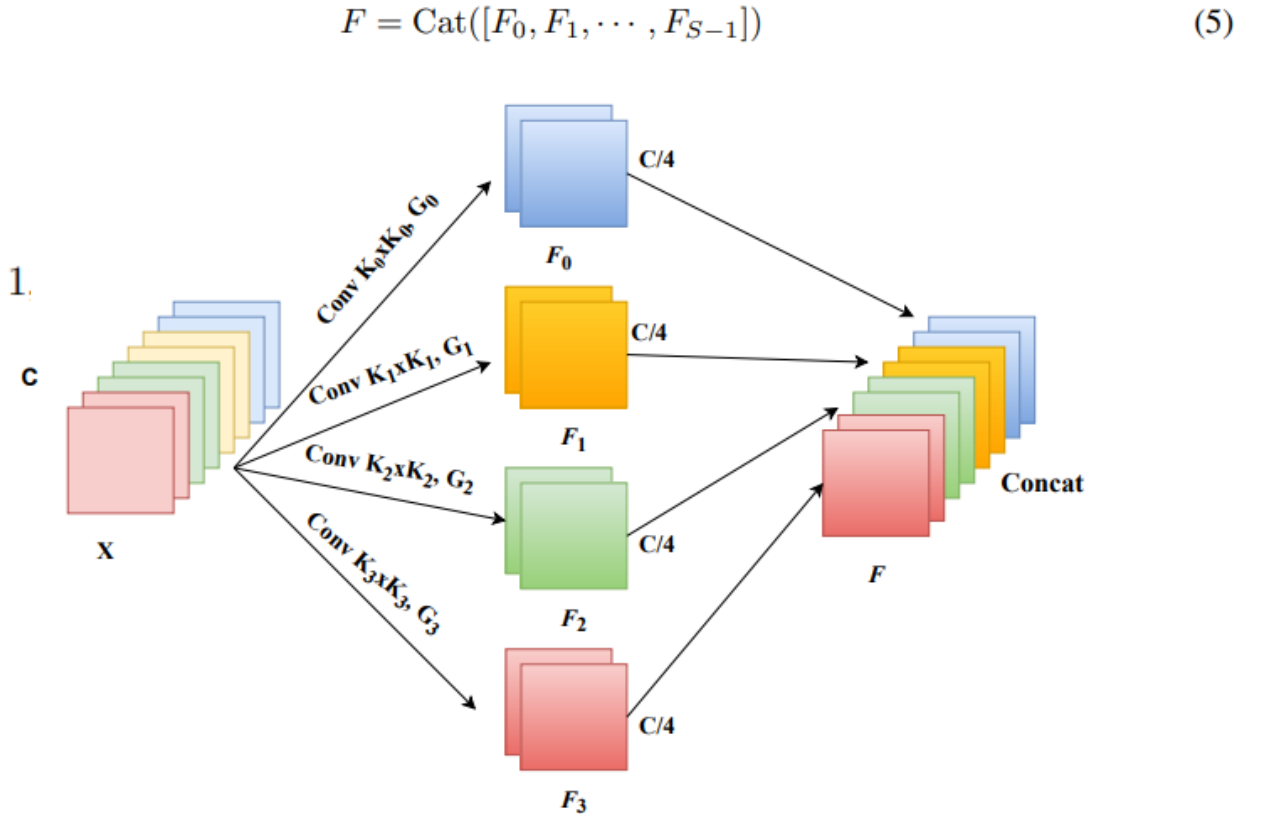 F = Cat([F_0, F_1, ⋯ , F_{S−1}]) (5)
C/4
Conv K_0xK_0, G_0
F_0
1.
C/4
Conv K_1xK_1, G_1
C
F_1
Conv K_2xK_2, G_2
Concat
C/4
X
Conv K_3xK_3, G_3
F
F_2
C/4
F_3